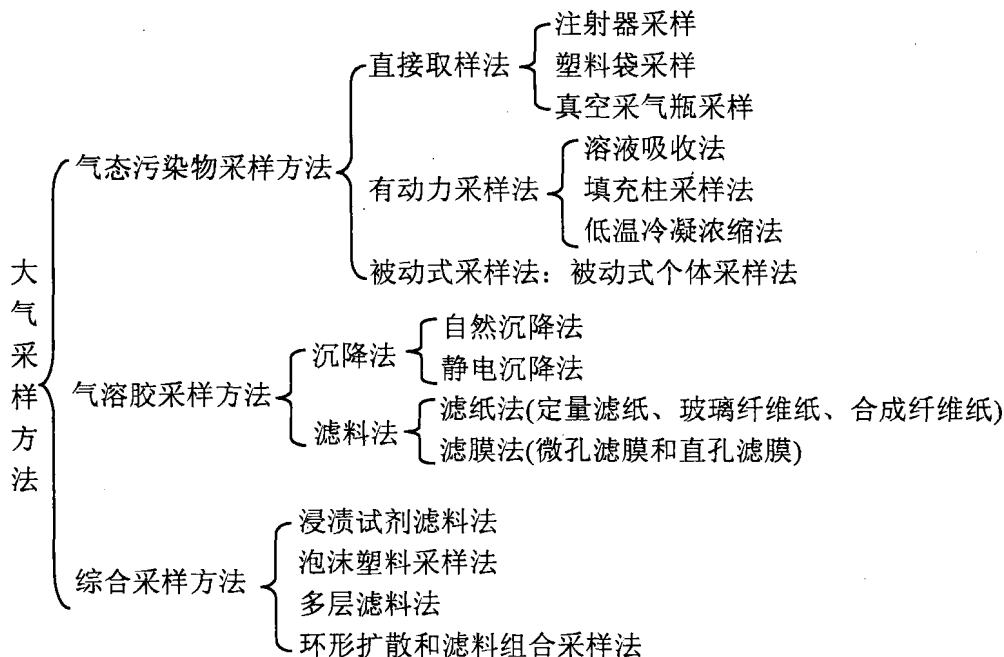 大气采样方法
气态污染物采样方法
直接取样法
注射器采样
塑料袋采样
真空采气瓶采样
有动力采样法
溶液吸收法
填充柱采样法
低温冷凝浓缩法
被动式采样法：被动式个体采样法
气溶胶采样方法
沉降法
自然沉降法
静电沉降法
滤料法
滤纸法(定量滤纸、玻璃纤维纸、合成纤维纸)
滤膜法(微孔滤膜和直孔滤膜)
综合采样方法
浸渍试剂滤料法
泡沫塑料采样法
多层滤料法
环形扩散和滤料组合采样法